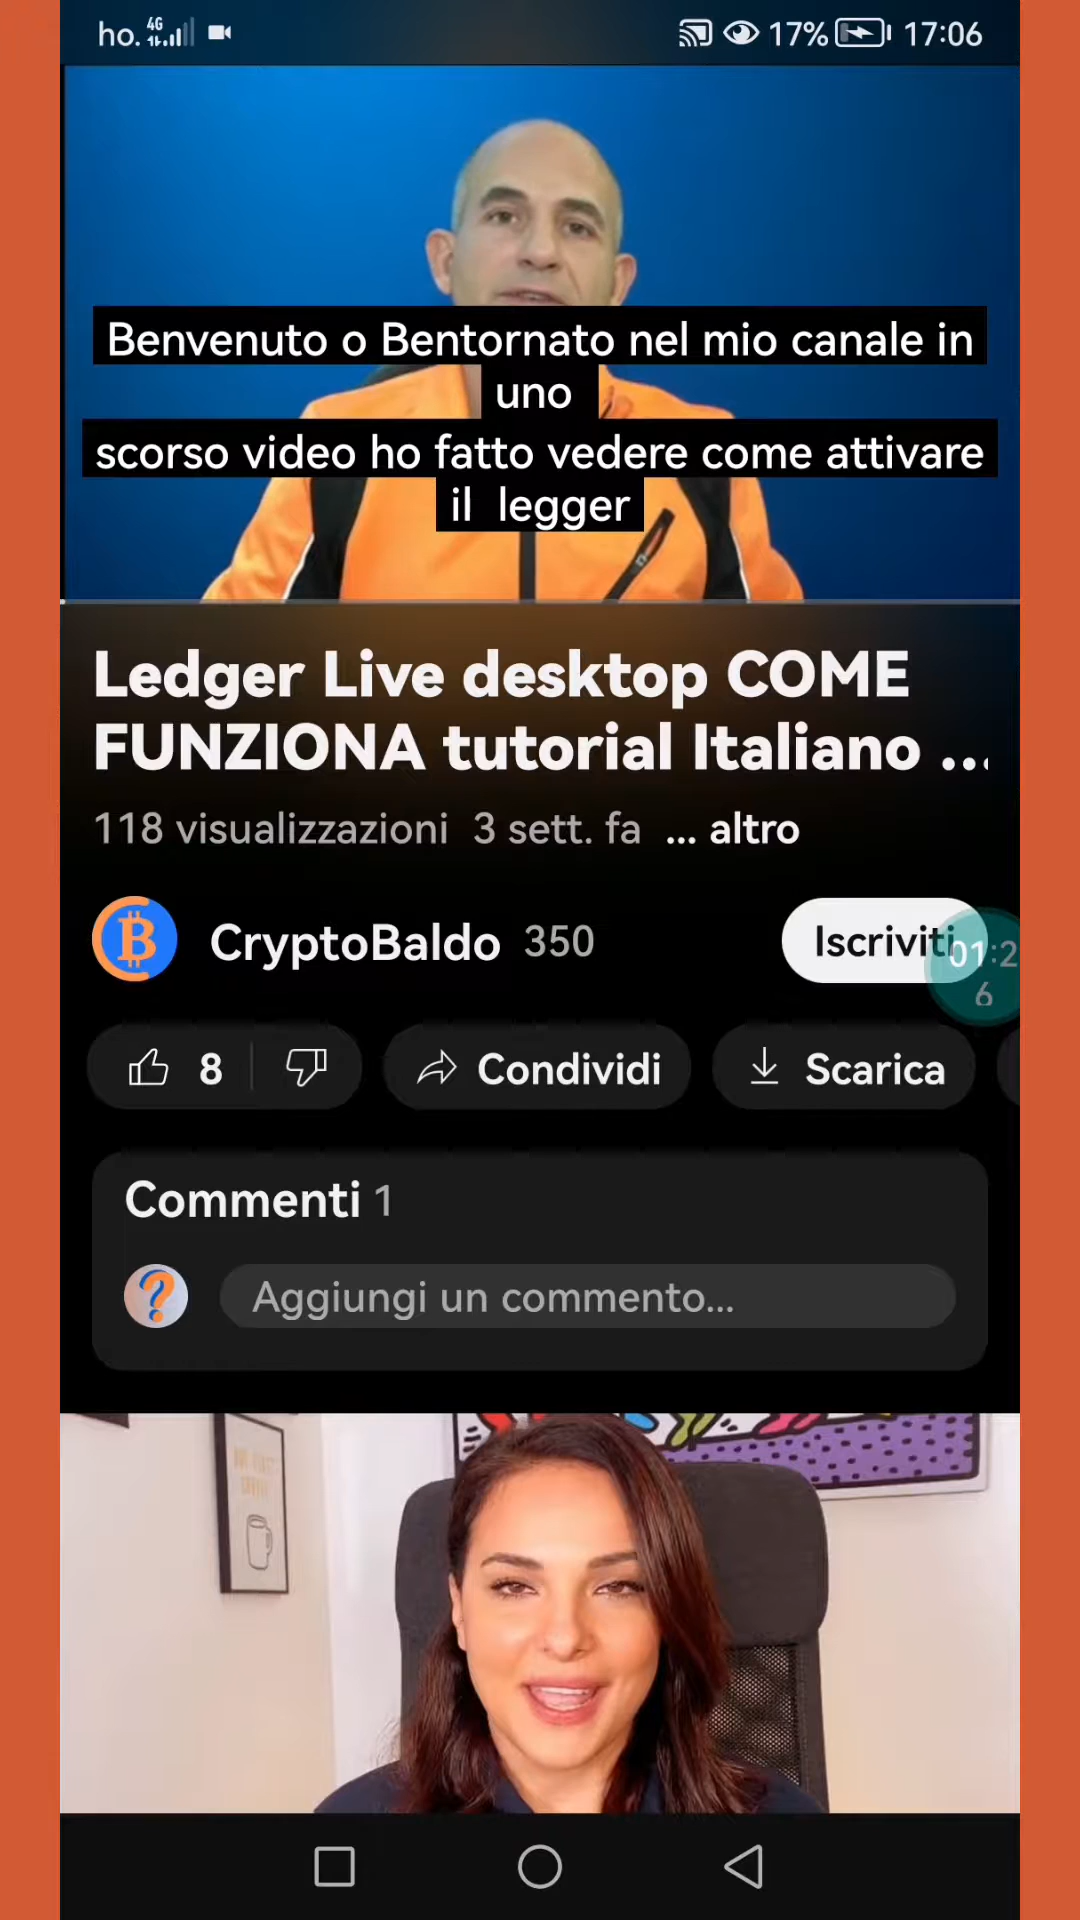 ho. 4G 17% 17:06
Benvenuto o Bentornato nel mio canale in
uno
scorso video ho fatto vedere come attivare
il legger
Ledger Live desktop COME
FUNZIONA tutorial Italiano ...
118 visualizzazioni 3 sett. fa ... altro
CryptoBaldo 350 Iscriviti
01:2
6
8 Condividi Scarica
Commenti 1
Aggiungi un commento...